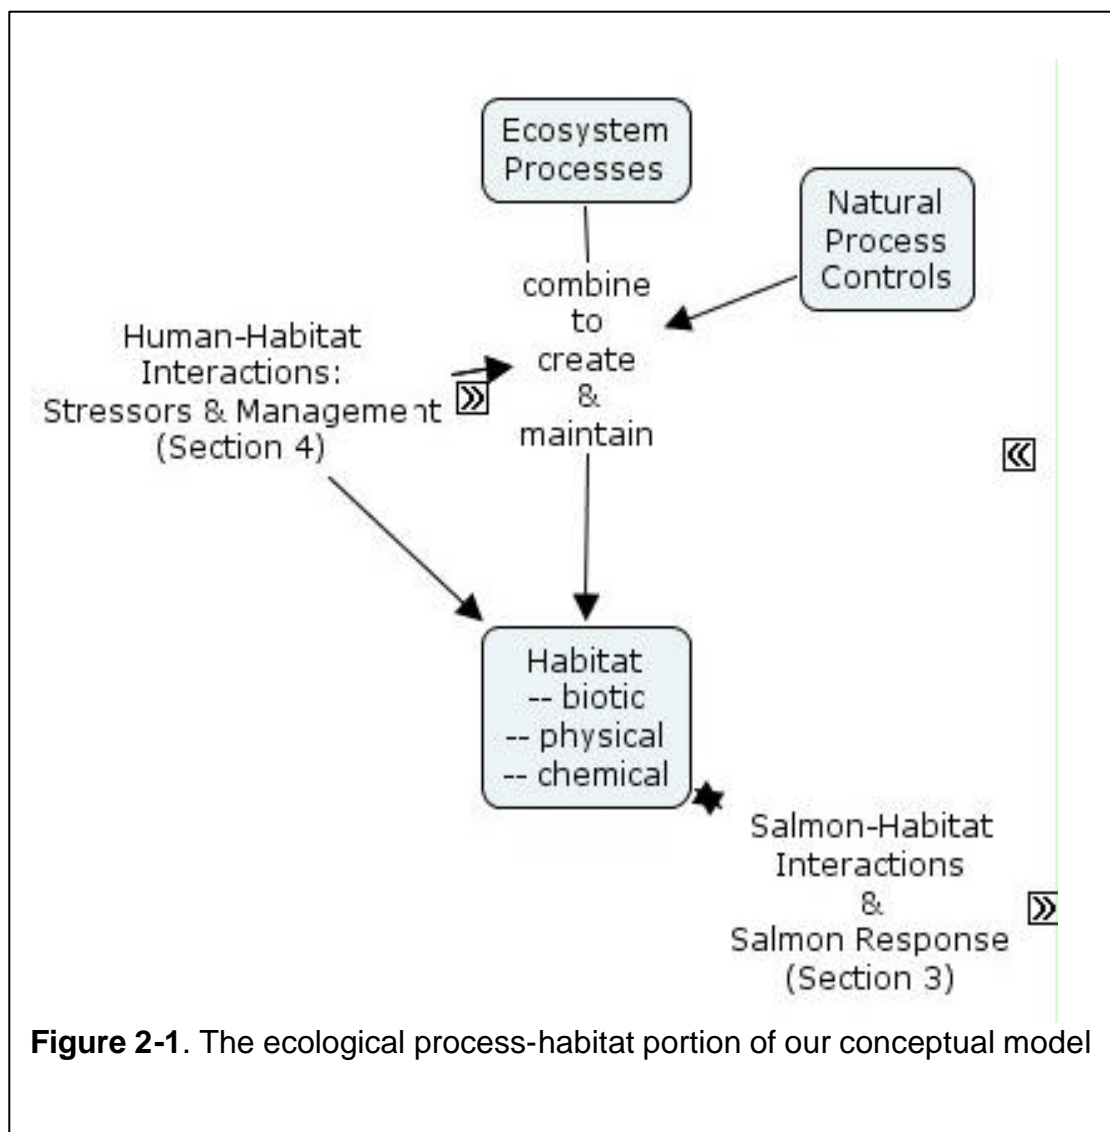 Ecosystem
Processes
Natural
Process
Controls
combine
to
create
&
maintain
Human-Habitat
Interactions:
Stressors & Management
(Section 4)
Habitat
-- biotic
-- physical
-- chemical
Salmon-Habitat
Interactions
&
Salmon Response
(Section 3)
Figure 2-1. The ecological process-habitat portion of our conceptual model